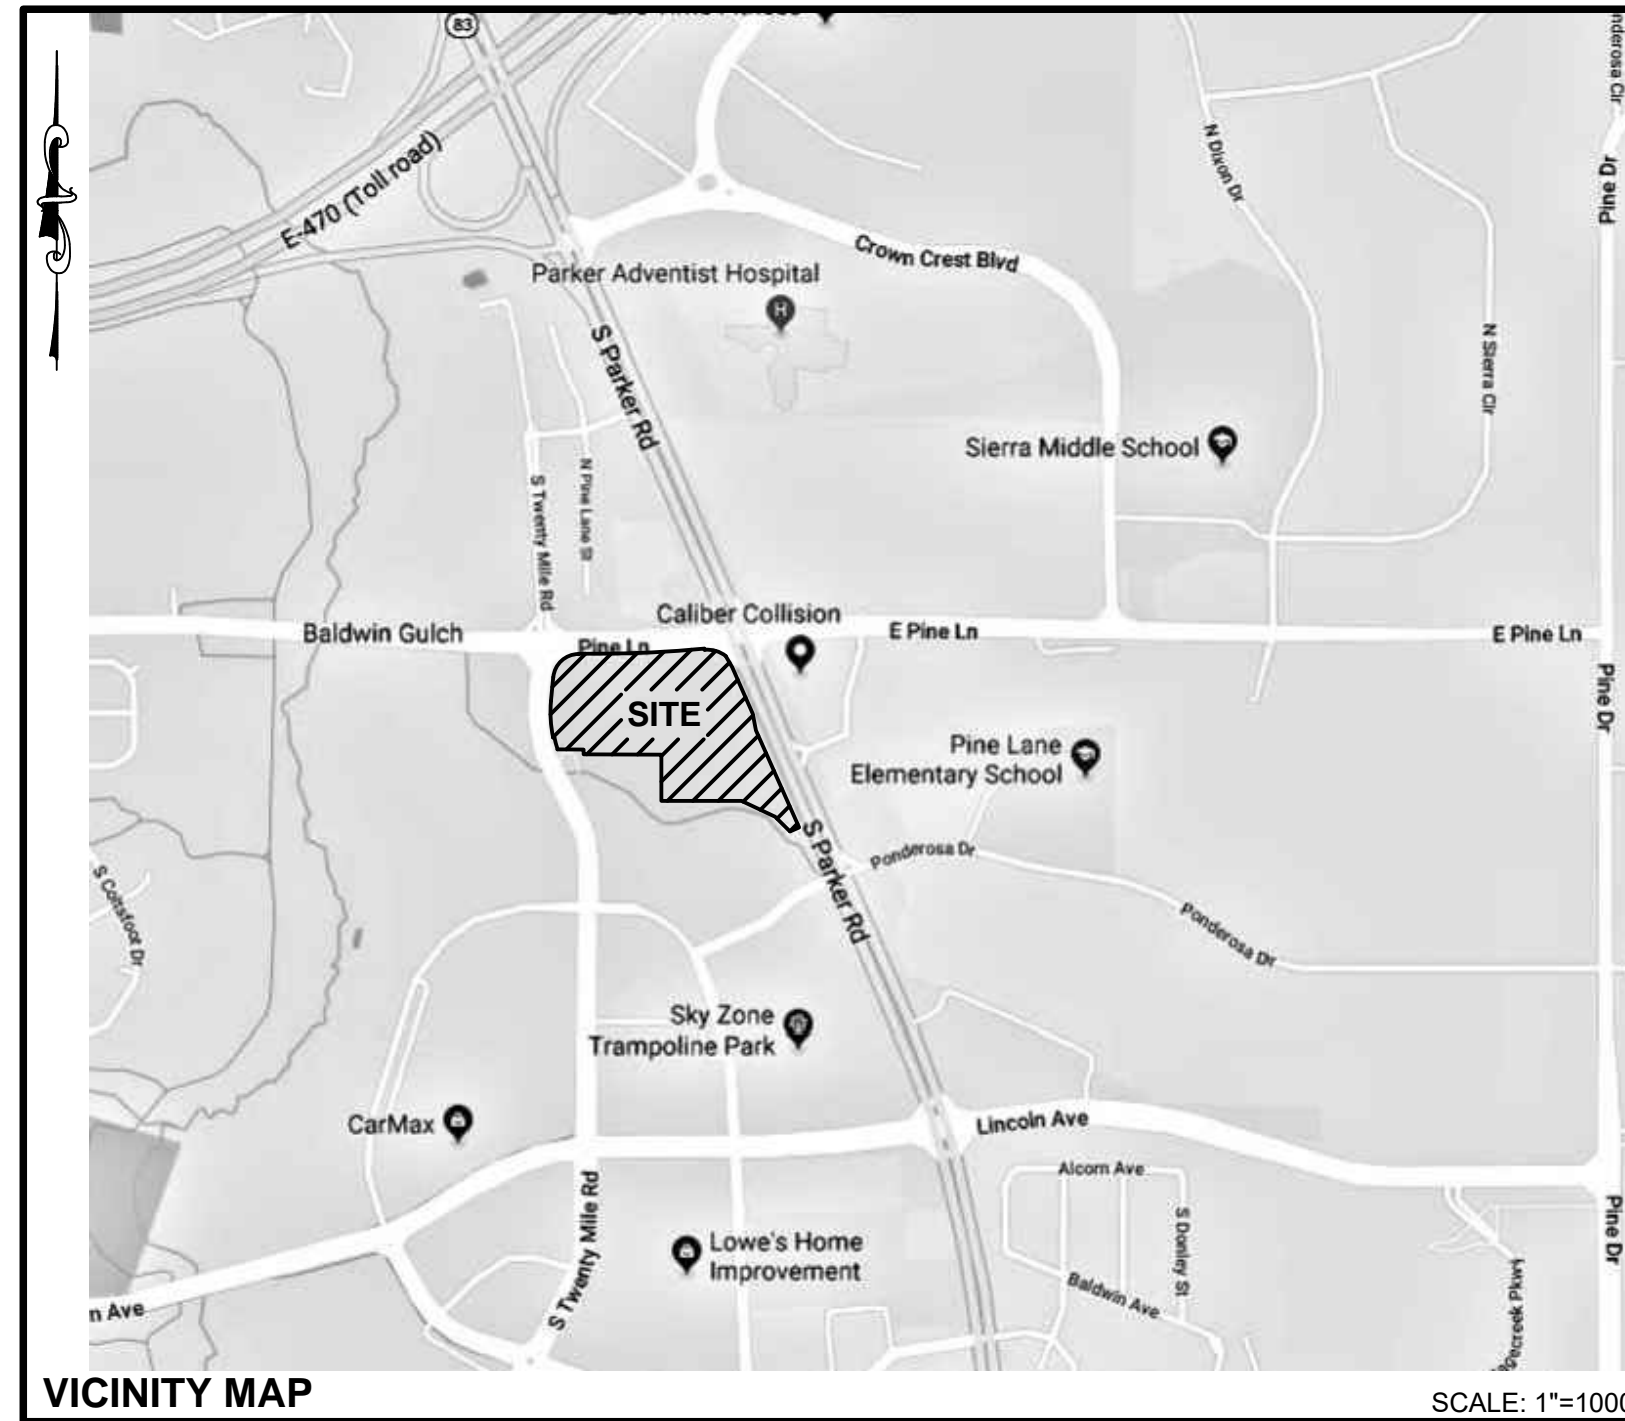 83
E-470 (Toll road)
N Dixon Dr
Pine Dr
Crown Crest Blvd
Parker Adventist Hospital
H
S Parker Rd
N Sierra Cir
Sierra Middle School
S Twenty Mile Rd
N Pine Lane St
Caliber Collision
Baldwin Gulch
Pine Ln
E Pine Ln
E Pine Ln
Pine Dr
SITE
Pine Lane
Elementary School
S Parker Rd
Ponderosa Dr
S Coltsfoot Dr
Ponderosa Dr
Sky Zone
Trampoline Park
CarMax
Lincoln Ave
Alcorn Ave
S Twenty Mile Rd
S Donley St
Pine Dr
Lowe's Home
Improvement
Baldwin Ave
n Ave
VICINITY MAP
SCALE: 1"=1000